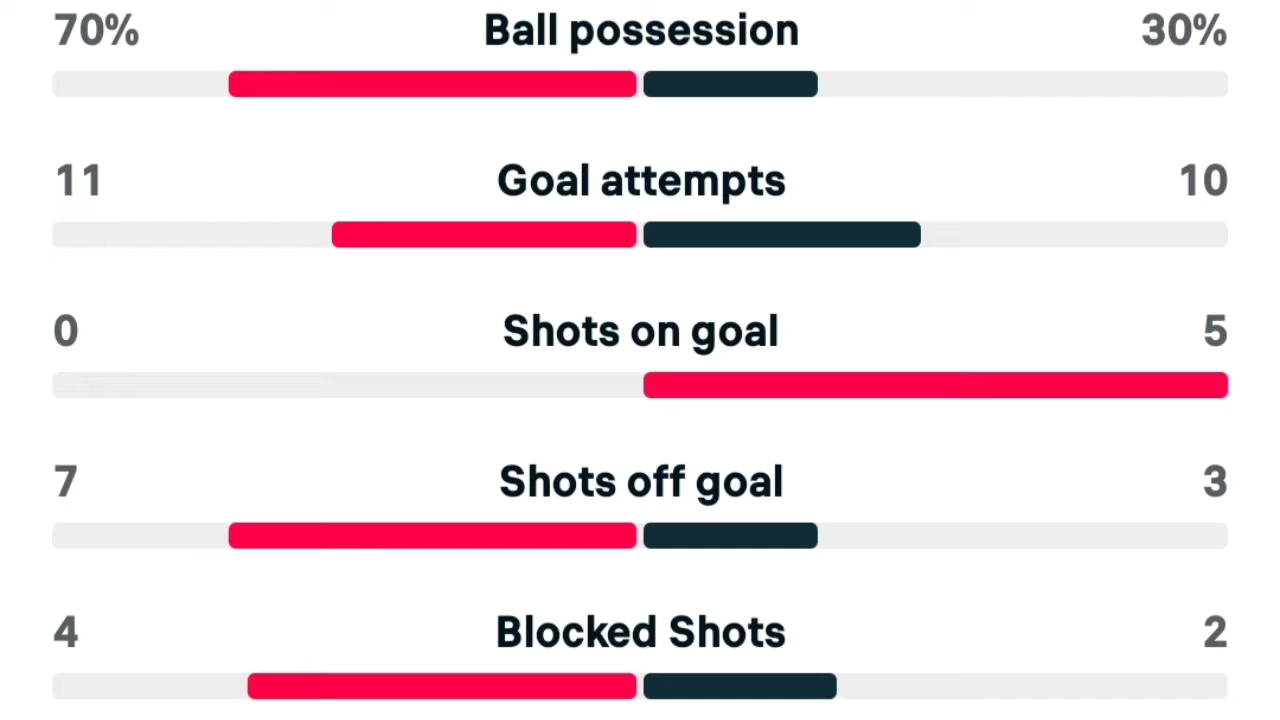 70% Ball possession 30%
11 Goal attempts 10
0 Shots on goal 5
7 Shots off goal 3
4 Blocked Shots 2